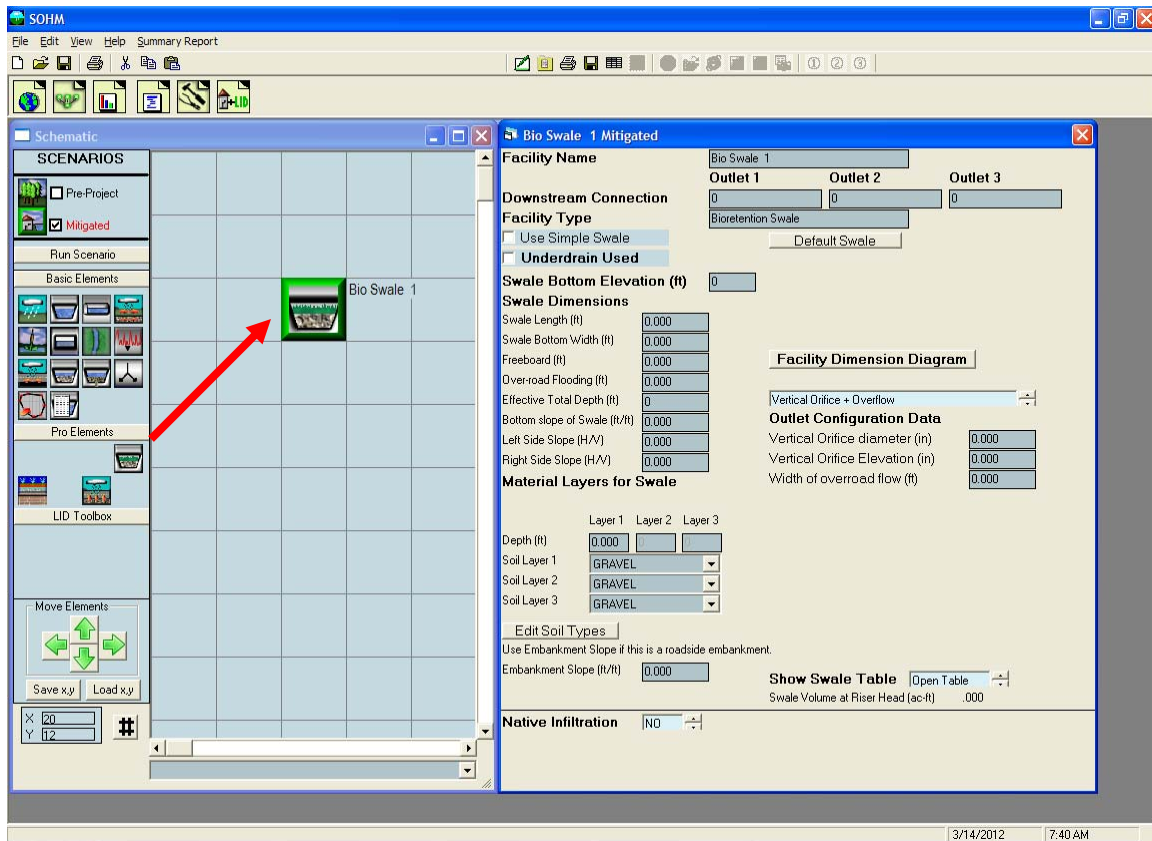 SOHM
File Edit View Help Summary Report
+LID
Schematic
SCENARIOS
Pre-Project
Mitigated
Run Scenario
Basic Elements
Pro Elements
LID Toolbox
Move Elements
Save x,y Load x,y
X 20
Y 12
#
Bio Swale 1
Bio Swale 1 Mitigated
Facility Name Bio Swale 1
Outlet 1 Outlet 2 Outlet 3
Downstream Connection 0 0 0
Facility Type Bioretention Swale
Use Simple Swale Default Swale
Underdrain Used
Swale Bottom Elevation (ft) 0
Swale Dimensions
Swale Length (ft) 0.000
Swale Bottom Width (ft) 0.000
Freeboard (ft) 0.000 Facility Dimension Diagram
Over-road Flooding (ft) 0.000
Effective Total Depth (ft) 0 Vertical Orifice + Overflow
Bottom slope of Swale (ft/ft) 0.000 Outlet Configuration Data
Left Side Slope (H/V) 0.000 Vertical Orifice diameter (in) 0.000
Right Side Slope (H/V) 0.000 Vertical Orifice Elevation (in) 0.000
Material Layers for Swale Width of overroad flow (ft) 0.000
Layer 1 Layer 2 Layer 3
Depth (ft) 0.000 0 0
Soil Layer 1 GRAVEL
Soil Layer 2 GRAVEL
Soil Layer 3 GRAVEL
Edit Soil Types
Use Embankment Slope if this is a roadside embankment.
Embankment Slope (ft/ft) 0.000
Show Swale Table Open Table
Swale Volume at Riser Head (ac-ft) .000
Native Infiltration NO
3/14/2012 7:40 AM